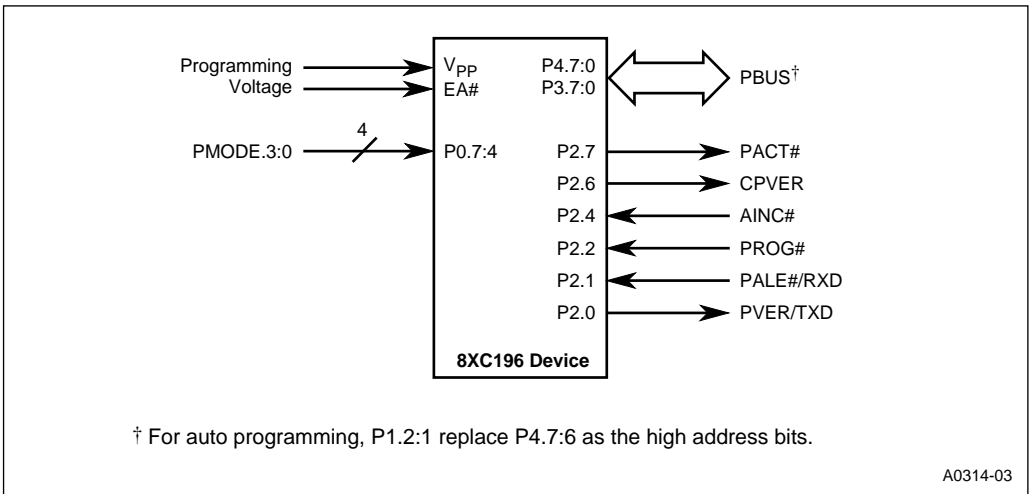 Programming
Voltage
V_PP
EA#
P4.7:0
P3.7:0
PBUS†
PMODE.3:0
4
P0.7:4
P2.7
PACT#
P2.6
CPVER
P2.4
AINC#
P2.2
PROG#
P2.1
PALE#/RXD
P2.0
PVER/TXD
8XC196 Device
† For auto programming, P1.2:1 replace P4.7:6 as the high address bits.
A0314-03